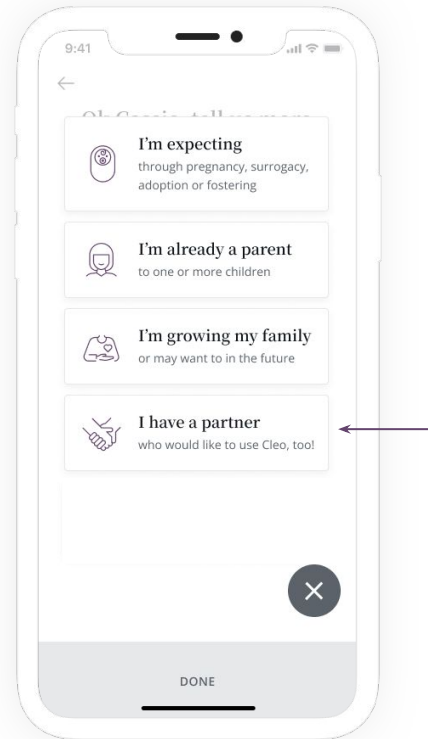 9:41
I'm expecting
through pregnancy, surrogacy,
adoption or fostering
I'm already a parent
to one or more children
I'm growing my family
or may want to in the future
I have a partner
who would like to use Cleo, too!
DONE